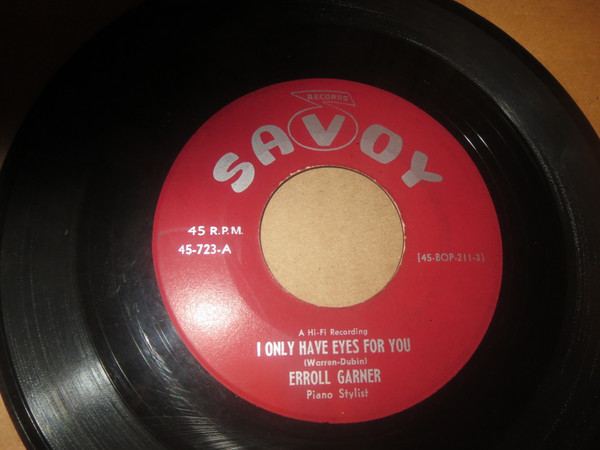 RECORDS
SAVOY
45 R.P.M.
45-723-A
(45-BOP-211-3)
A Hi-Fi Recording
I ONLY HAVE EYES FOR YOU
(Warren-Dubin)
ERROLL GARNER
Piano Stylist